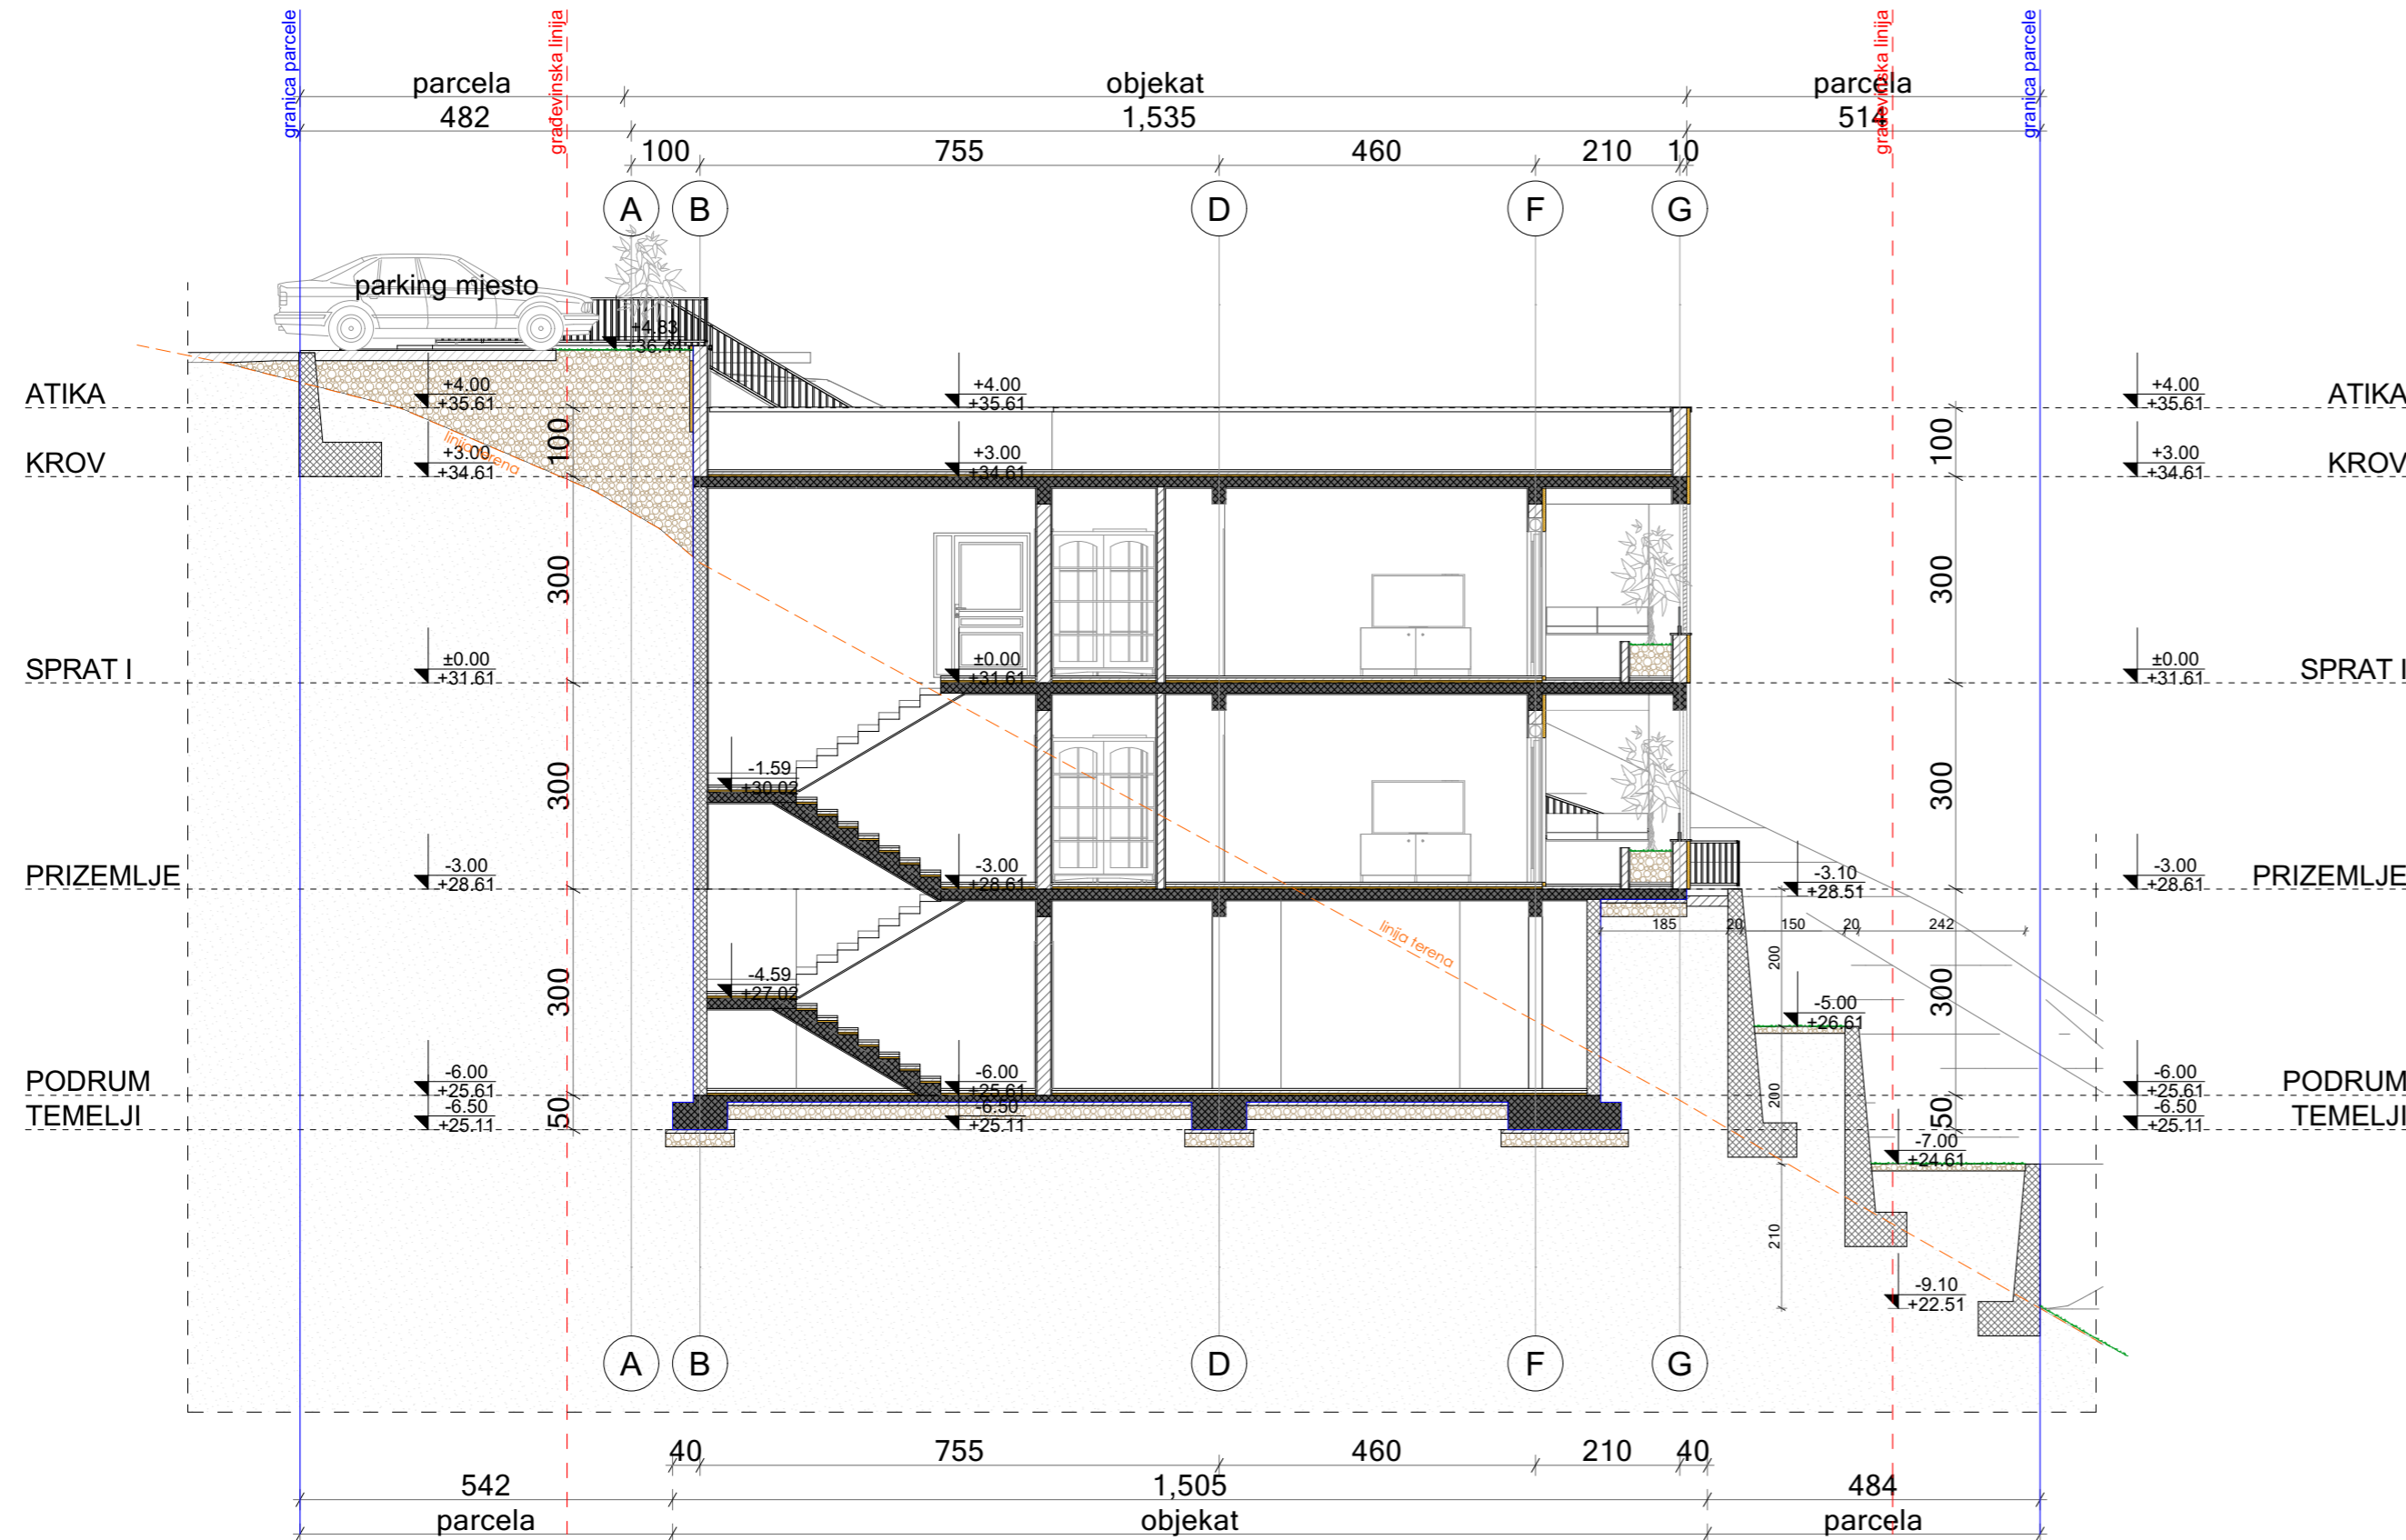 granica parcele
građevinska linija
građevinska linija
granica parcele
parcela objekat parcela
482 1,535 514
100 755 460 210 10
A B D F G
parking mjesto
+4.83
+36.44
ATIKA +4.00 +4.00 +4.00 ATIKA
+35.61 +35.61 +35.61
100 100
linija terena
KROV +3.00 +3.00 +3.00 KROV
+34.61 +34.61 +34.61
300 300
SPRAT I ±0.00 ±0.00 ±0.00 SPRAT I
+31.61 +31.61 +31.61
-1.59
+30.02
300 300
PRIZEMLJE -3.00 -3.00 -3.10 -3.00 PRIZEMLJE
+28.61 +28.61 +28.51 +28.61
185 20 150 20 242
linija terena
200
-4.59
+27.02
300 300
-5.00
+26.61
PODRUM -6.00 -6.00 -6.00 PODRUM
+25.61 +25.61 200 +25.61
TEMELJI -6.50 -6.50 -6.50 TEMELJI
+25.11 +25.11 +25.11
50 50
-7.00
+24.61
210
-9.10
+22.51
A B D F G
40 755 460 210 40
542 1,505 484
parcela objekat parcela